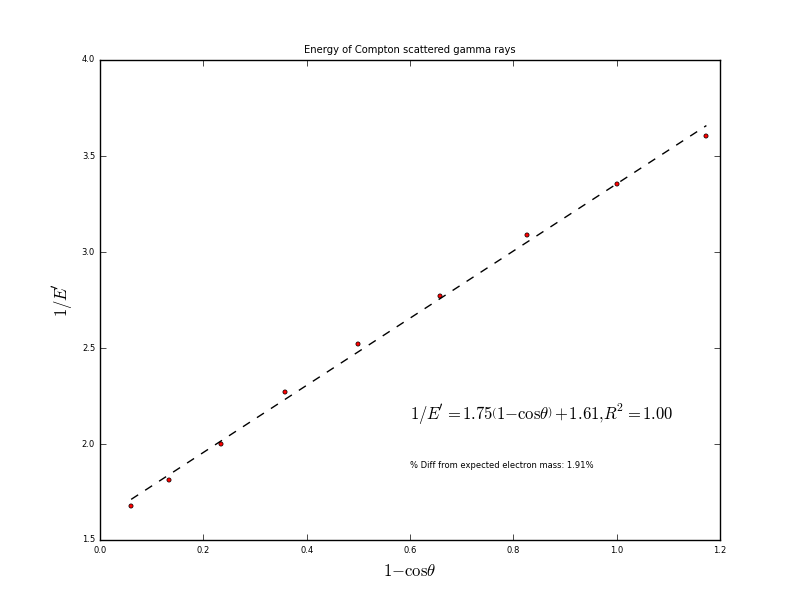 Energy of Compton scattered gamma rays
4.0
3.5
3.0
2.5
2.0
1.5
1/E′
1/E′ = 1.75(1−cosθ) + 1.61, R² = 1.00
% Diff from expected electron mass: 1.91%
0.0 0.2 0.4 0.6 0.8 1.0 1.2
1−cosθ